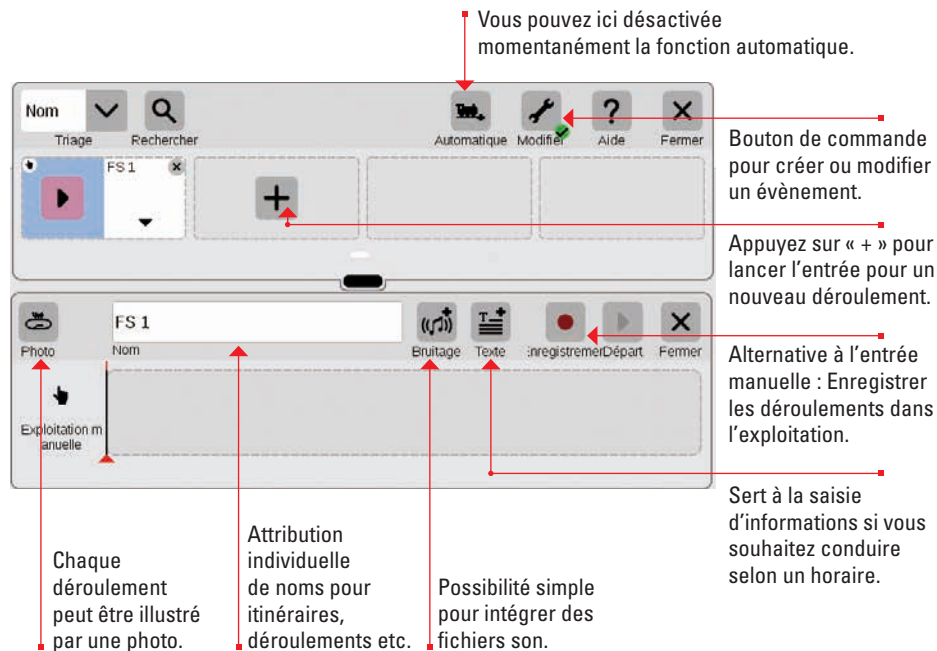 Vous pouvez ici désactivée
momentanément la fonction automatique.
Nom
Triage
Rechercher
Automatique
Modifier
?
Aide
Fermer
FS 1
Bouton de commande
pour créer ou modifier
un évènement.
Appuyez sur « + » pour
lancer l’entrée pour un
nouveau déroulement.
Photo
FS 1
Nom
Bruitage
T
Texte
nregistremer
Départ
Fermer
Exploitation m
anuelle
Alternative à l’entrée
manuelle : Enregistrer
les déroulements dans
l’exploitation.
Sert à la saisie
d’informations si vous
souhaitez conduire
selon un horaire.
Chaque
déroulement
peut être illustré
par une photo.
Attribution
individuelle
de noms pour
itinéraires,
déroulements etc.
Possibilité simple
pour intégrer des
fichiers son.